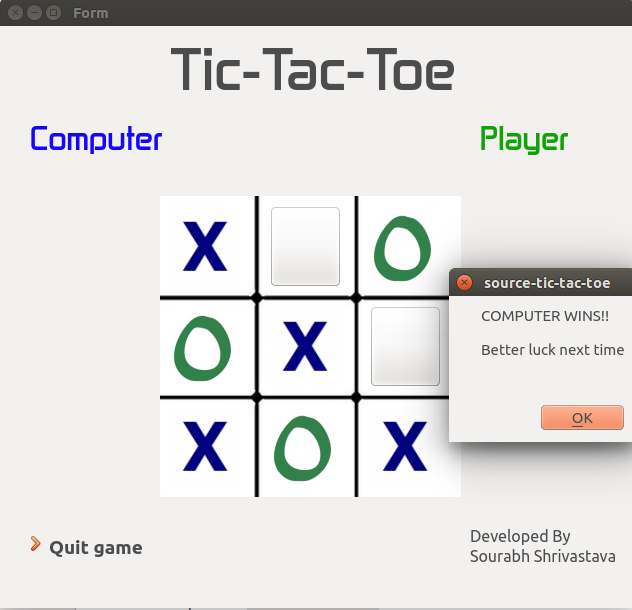 Form
Tic-Tac-Toe
Computer
Player
X O
source-tic-tac-toe
COMPUTER WINS!!
O X
Better luck next time
OK
X O X
Quit game
Developed By
Sourabh Shrivastava